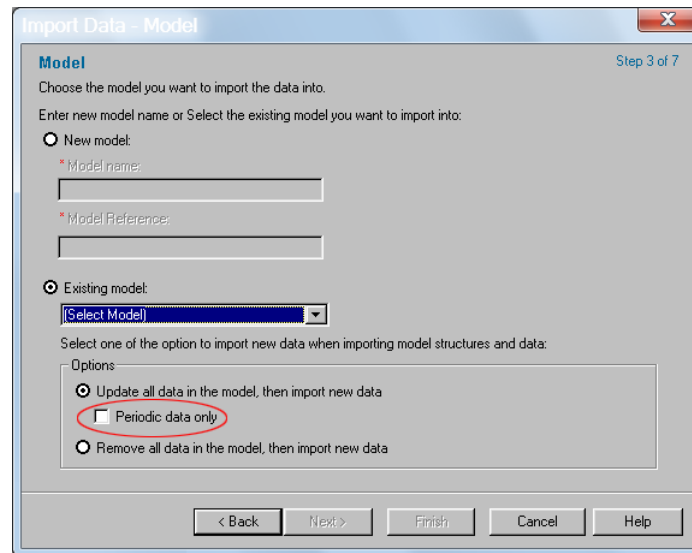 Import Data - Model
Model
Step 3 of 7
Choose the model you want to import the data into.
Enter new model name or Select the existing model you want to import into:
New model:
* Model name:
* Model Reference:
Existing model:
(Select Model)
Select one of the option to import new data when importing model structures and data:
Options
Update all data in the model, then import new data
Periodic data only
Remove all data in the model, then import new data
< Back
Next >
Finish
Cancel
Help